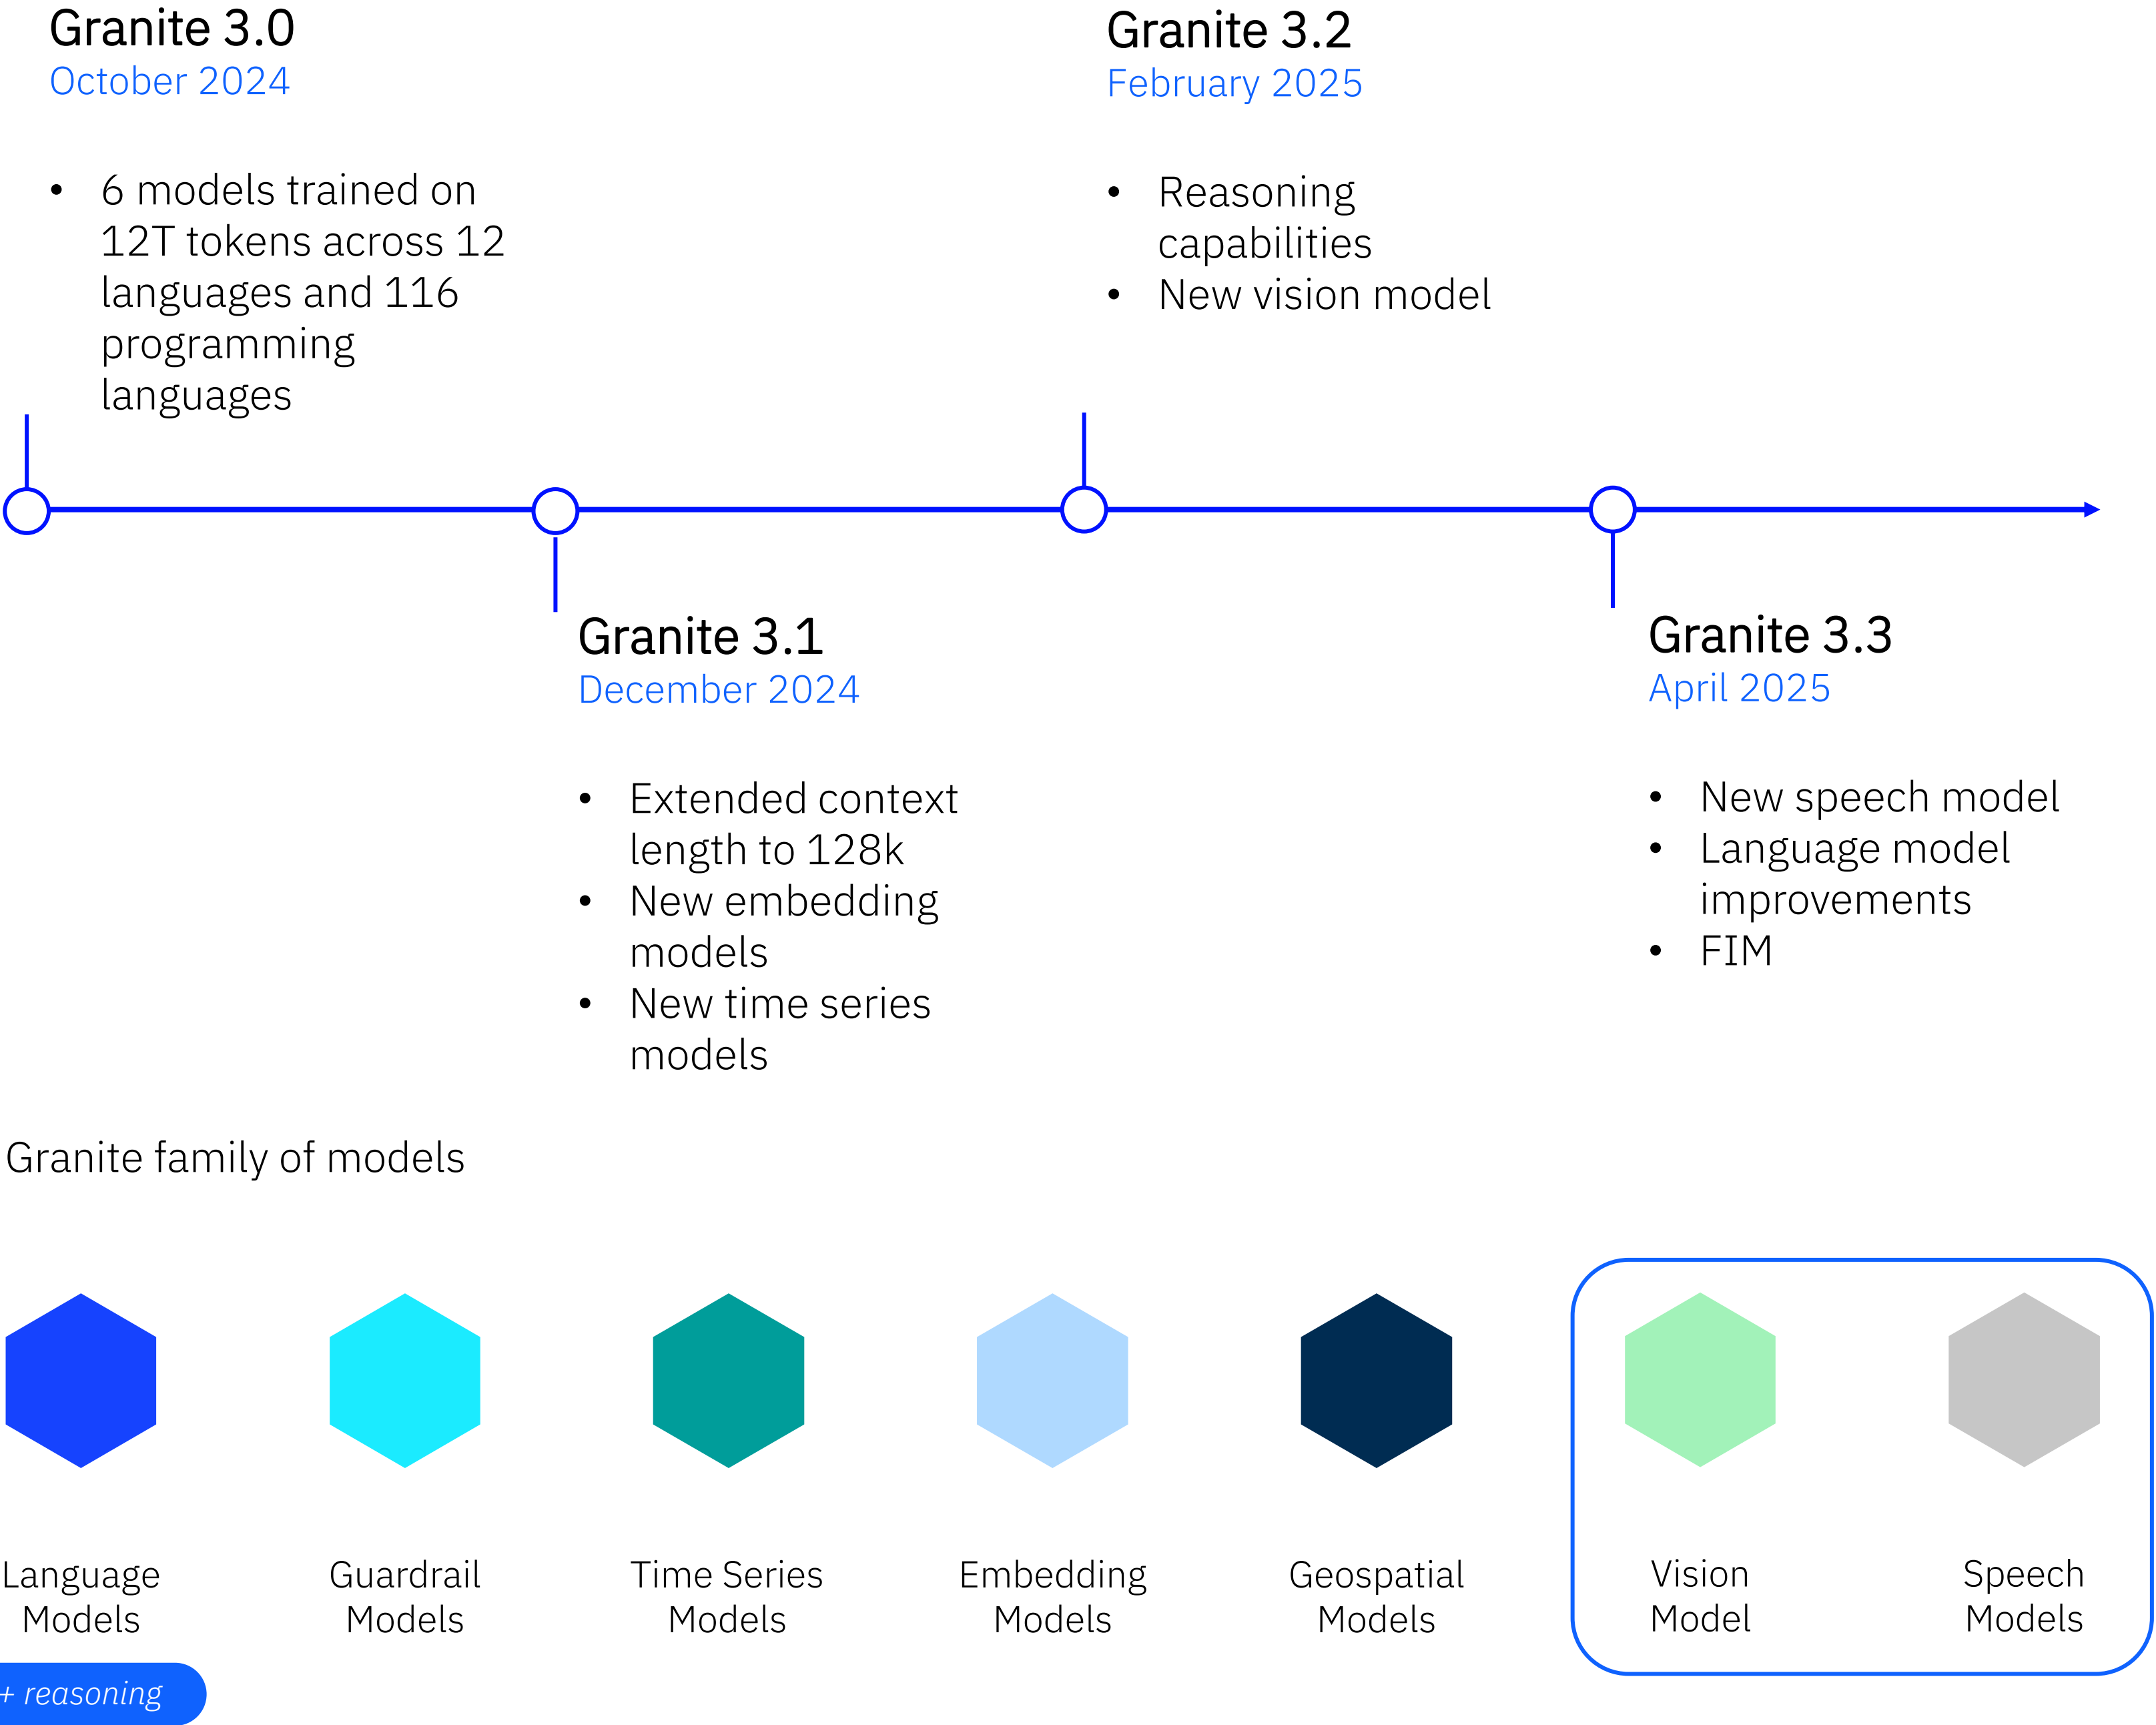 Granite 3.0
October 2024
• 6 models trained on
12T tokens across 12
languages and 116
programming
languages
Granite 3.2
February 2025
• Reasoning
capabilities
• New vision model
Granite 3.1
December 2024
• Extended context
length to 128k
• New embedding
models
• New time series
models
Granite 3.3
April 2025
• New speech model
• Language model
improvements
• FIM
Granite family of models
Language
Models
Guardrail
Models
Time Series
Models
Embedding
Models
Geospatial
Models
Vision
Model
Speech
Models
+ reasoning